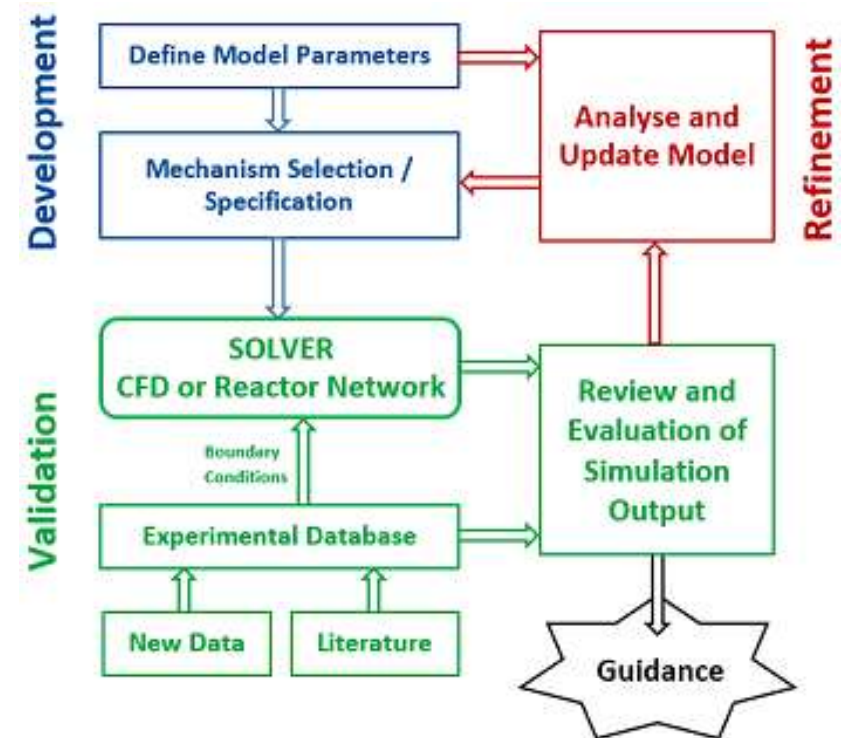 Development
Define Model Parameters
Mechanism Selection /
Specification
Analyse and
Update Model
Refinement
Validation
SOLVER
CFD or Reactor Network
Boundary
Conditions
Experimental Database
New Data
Literature
Review and
Evaluation of
Simulation
Output
Guidance